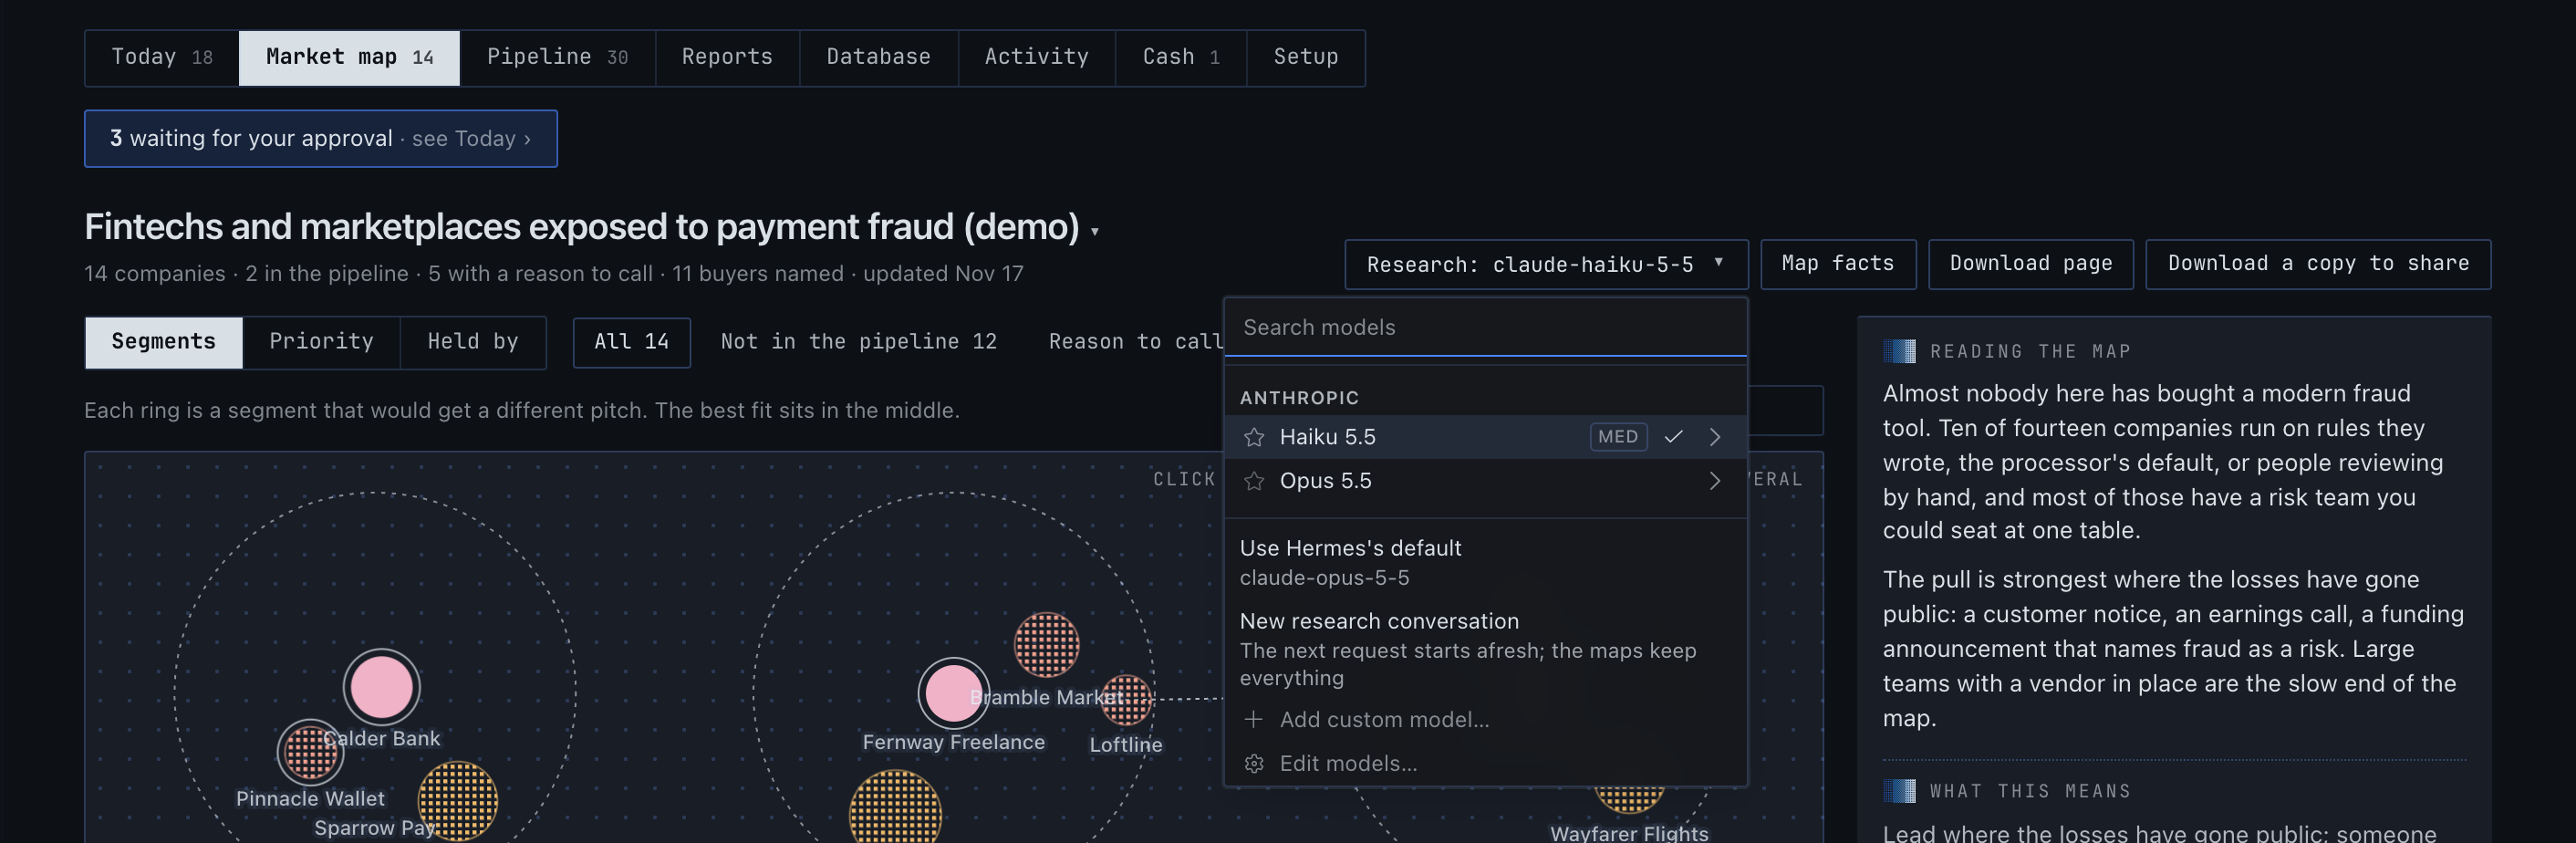 Today 18 Market map 14 Pipeline 30 Reports Database Activity Cash 1 Setup
3 waiting for your approval · see Today ›
Fintechs and marketplaces exposed to payment fraud (demo) ▾
14 companies · 2 in the pipeline · 5 with a reason to call · 11 buyers named · updated Nov 17
Research: claude-haiku-5-5 ▾ Map facts Download page Download a copy to share
Segments Priority Held by All 14 Not in the pipeline 12 Reason to call
Each ring is a segment that would get a different pitch. The best fit sits in the middle.
Search models
ANTHROPIC
Haiku 5.5 MED
Opus 5.5
Use Hermes's default
claude-opus-5-5
New research conversation
The next request starts afresh; the maps keep
everything
Add custom model...
Edit models...
CLICK
Calder Bank
Pinnacle Wallet
Sparrow Pay
Bramble Market
Fernway Freelance
Loftline
Wayfarer Flights
READING THE MAP
Almost nobody here has bought a modern fraud
tool. Ten of fourteen companies run on rules they
wrote, the processor's default, or people reviewing
by hand, and most of those have a risk team you
could seat at one table.
The pull is strongest where the losses have gone
public: a customer notice, an earnings call, a funding
announcement that names fraud as a risk. Large
teams with a vendor in place are the slow end of the
map.
WHAT THIS MEANS
Lead where the losses have gone public: someone